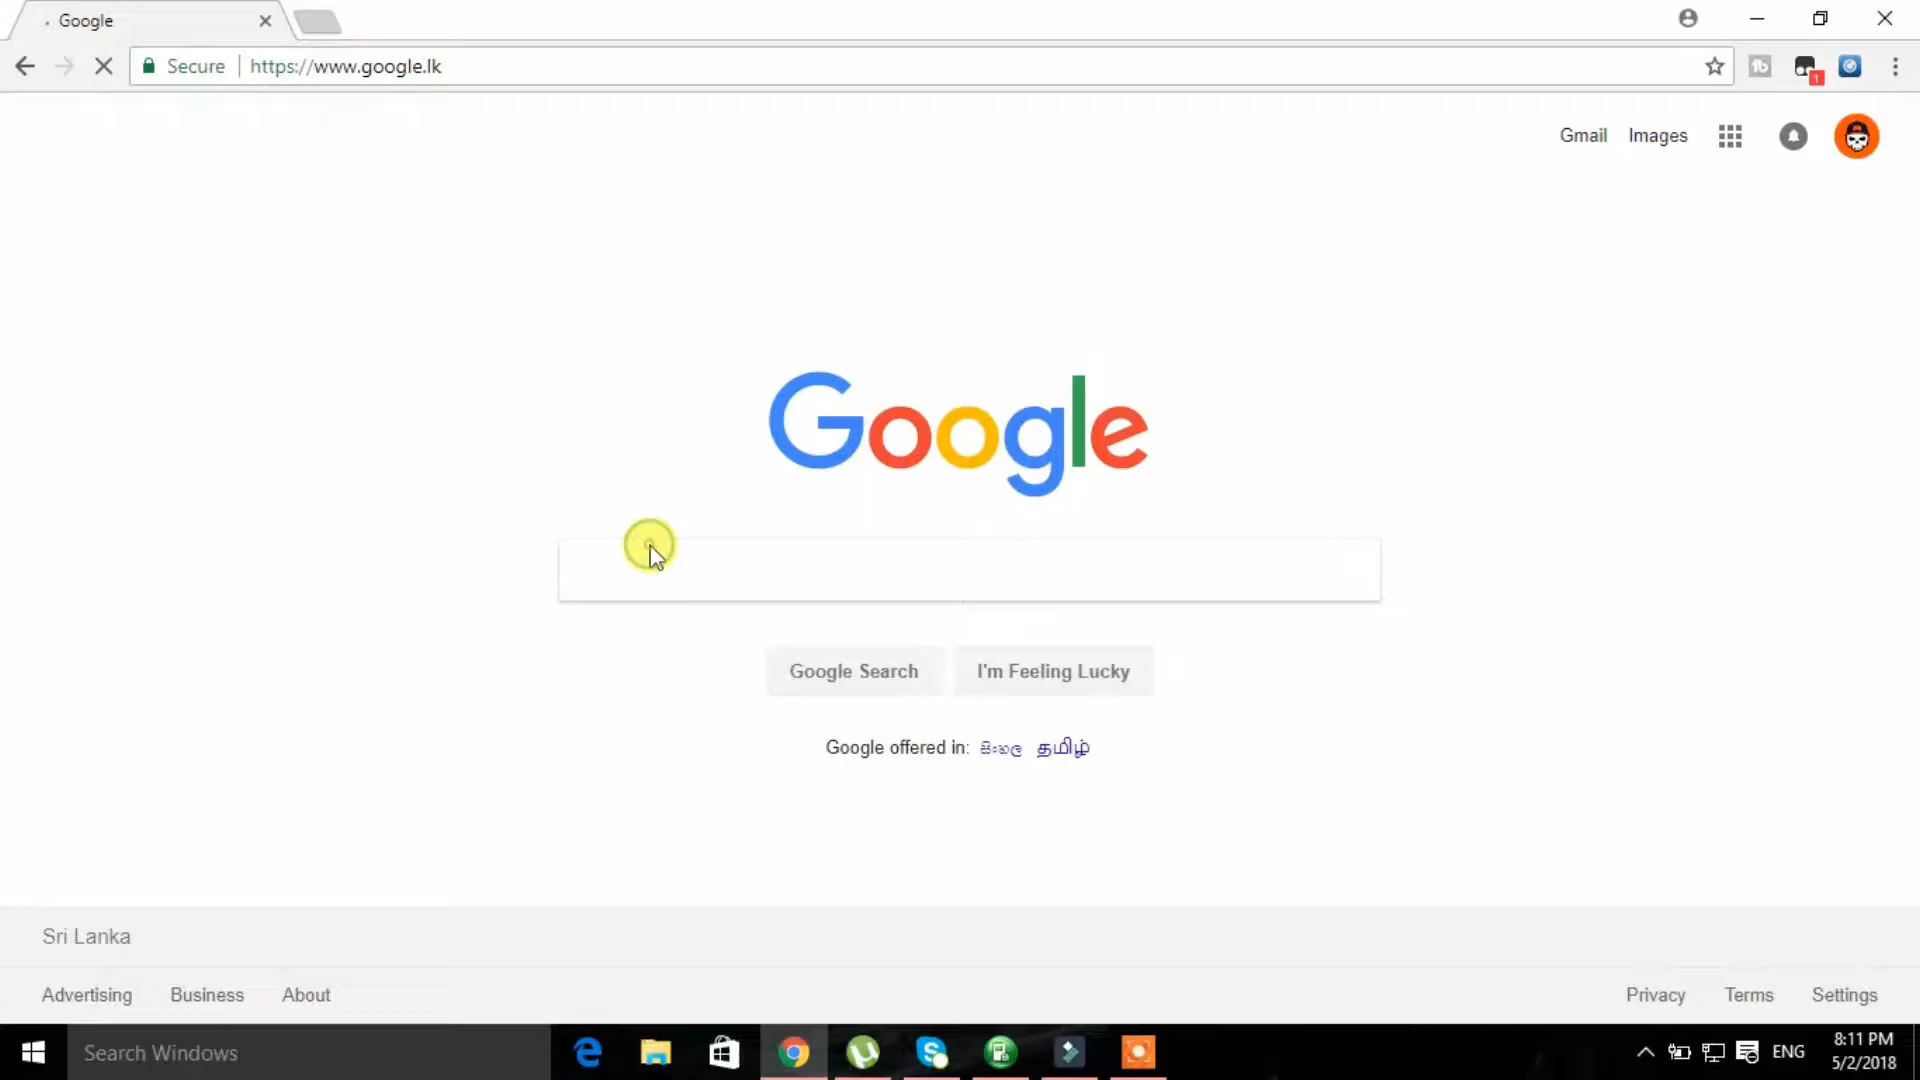 Google
Secure https://www.google.lk
1
Gmail Images
Google
Google Search I'm Feeling Lucky
Google offered in: සිංහල தமிழ்
Sri Lanka
Advertising Business About Privacy Terms Settings
Search Windows
ENG
8:11 PM
5/2/2018